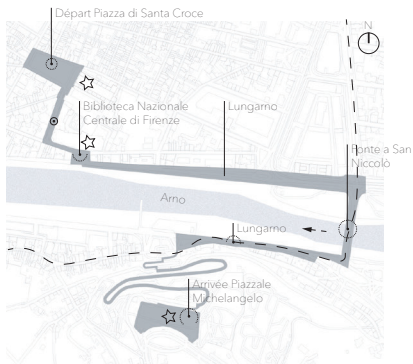 Départ Piazza di Santa Croce
N
Biblioteca Nazionale
Centrale di Firenze
Lungarno
Ponte a San
Niccolò
Arno
Lungarno
Arrivée Piazzale
Michelangelo